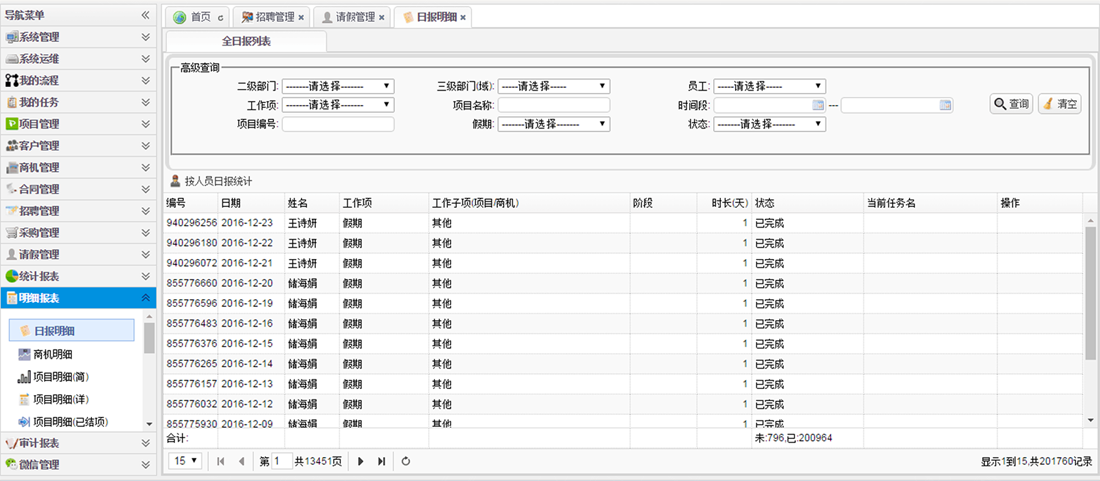 导航菜单
系统管理
系统运维
我的流程
我的任务
项目管理
客户管理
商机管理
合同管理
招聘管理
采购管理
请假管理
统计报表
明细报表
日报明细
商机明细
项目明细(简)
项目明细(详)
项目明细(已结项)
审计报表
微信管理
首页 招聘管理 请假管理 日报明细
全日报列表
高级查询
二级部门: -------请选择------- 三级部门(域): -----请选择----- 员工: -----请选择-----
工作项: -------请选择------- 项目名称: 时间段: --- 查询 清空
项目编号: 假期: -------请选择------- 状态: -------请选择-------
按人员日报统计
编号 日期 姓名 工作项 工作子项(项目/商机) 阶段 时长(天) 状态 当前任务名 操作
940296256 2016-12-23 王诗妍 假期 其他 1 已完成
940296180 2016-12-22 王诗妍 假期 其他 1 已完成
940296072 2016-12-21 王诗妍 假期 其他 1 已完成
855776660 2016-12-20 储海娟 假期 其他 1 已完成
855776596 2016-12-19 储海娟 假期 其他 1 已完成
855776483 2016-12-16 储海娟 假期 其他 1 已完成
855776376 2016-12-15 储海娟 假期 其他 1 已完成
855776265 2016-12-14 储海娟 假期 其他 1 已完成
855776157 2016-12-13 储海娟 假期 其他 1 已完成
855776032 2016-12-12 储海娟 假期 其他 1 已完成
855775930 2016-12-09 储海娟 假期 其他 1 已完成
合计: 未:796,已:200964
15 第 1 共13451页 显示1到15,共201760记录